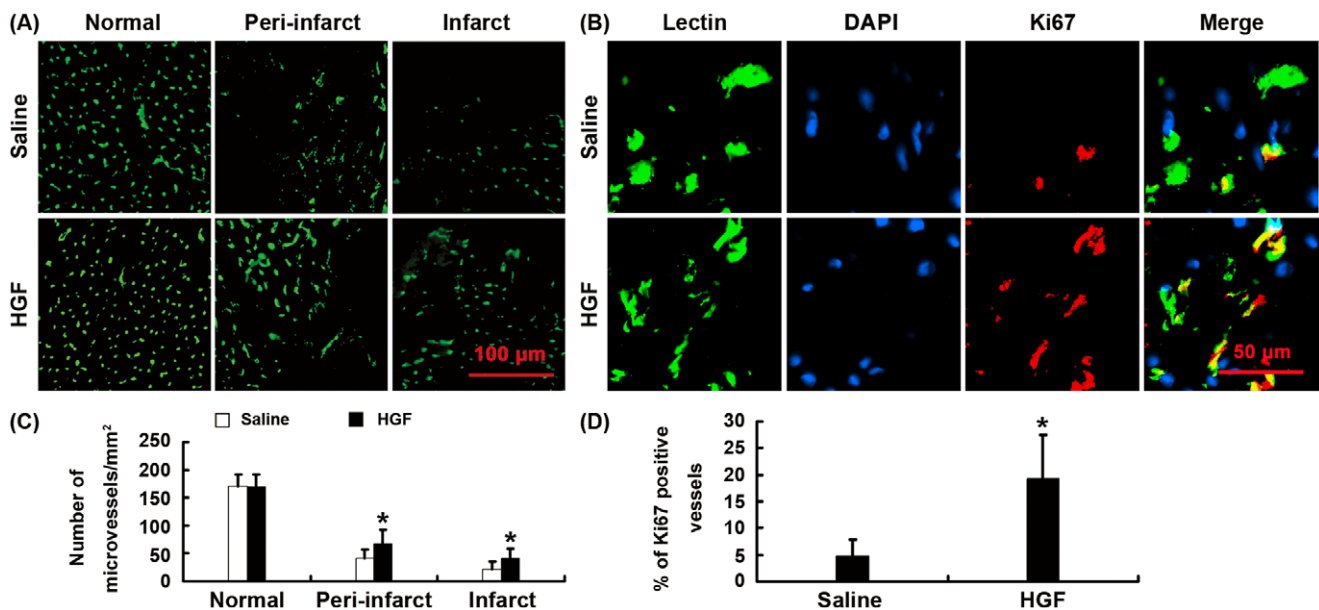 (A) Normal Peri-infarct Infarct
Saline
HGF
100 μm
(B) Lectin DAPI Ki67 Merge
Saline
HGF
50 μm
(C)
Saline HGF
Number of
microvessels/mm²
250
200
150
100
50
0
* *
Normal Peri-infarct Infarct
(D)
% of Ki67 positive
vessels
30
25
20
15
10
5
0
*
Saline HGF